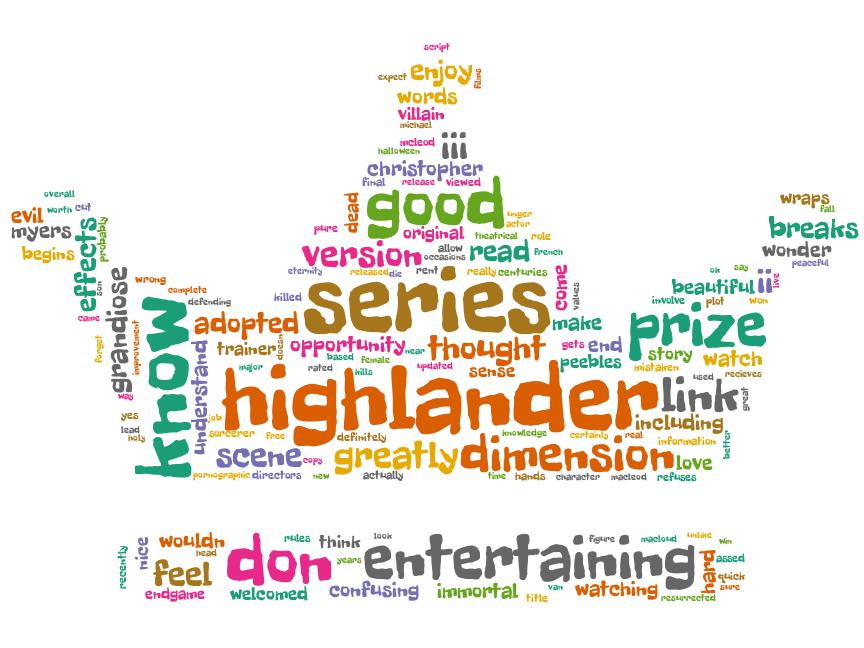 script
expect enjoy films
words
villain
michael
mcleod iii
halloween
christopher
final release viewed
overall
evil worth cut
myers
begins effects probably
dead good unger
actor
pure original theatrical role
version allow read french
occasions
wraps
fall
breaks
wonder
peaceful
eternity released die rent really centuries
come values
ok say
beautiful ii live
involve plot won
son grandiose wrong
complete
defending
killed series
came
know adopted make prize
forget improvement
trainer doesn opportunity near thought gets end story watch
based female peebles mistaken
major rated kills updated sense used recieves
way understand highlander link great
yes
lead
holy
job including
sorcerer free definitely knowledge certainly real information
scene copy greatly dimension love better
pornographic directors new actually time hands character macleod refuses
recently nice wouldn rules think look figure macloud unlike win
head don years entertaining hard assed
feel quick
sure
endgame welcomed confusing immortal van watching
title resurrected